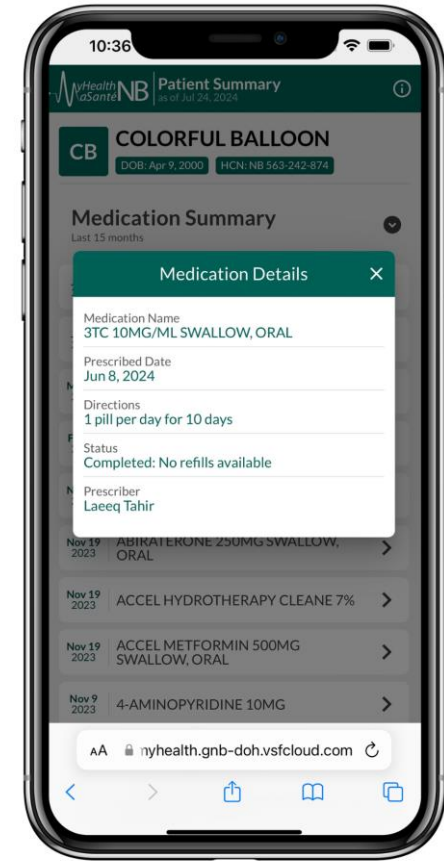 10:36
MyHealth NB Patient Summary
MaSanté as of Jul 24, 2024
CB
COLORFUL BALLOON
DOB: Apr 9, 2000 HCN: NB 563-242-874
Medication Summary
Last 15 months
Medication Details
Medication Name
3TC 10MG/ML SWALLOW, ORAL
Prescribed Date
Jun 8, 2024
Directions
1 pill per day for 10 days
Status
Completed: No refills available
Prescriber
Laeeq Tahir
Nov 19 2023 ABIRATERONE 250MG SWALLOW, ORAL
Nov 19 2023 ACCEL HYDROTHERAPY CLEANE 7%
Nov 19 2023 ACCEL METFORMIN 500MG SWALLOW, ORAL
Nov 9 2023 4-AMINOPYRIDINE 10MG
AA nyhealth.gnb-doh.vsfcloud.com